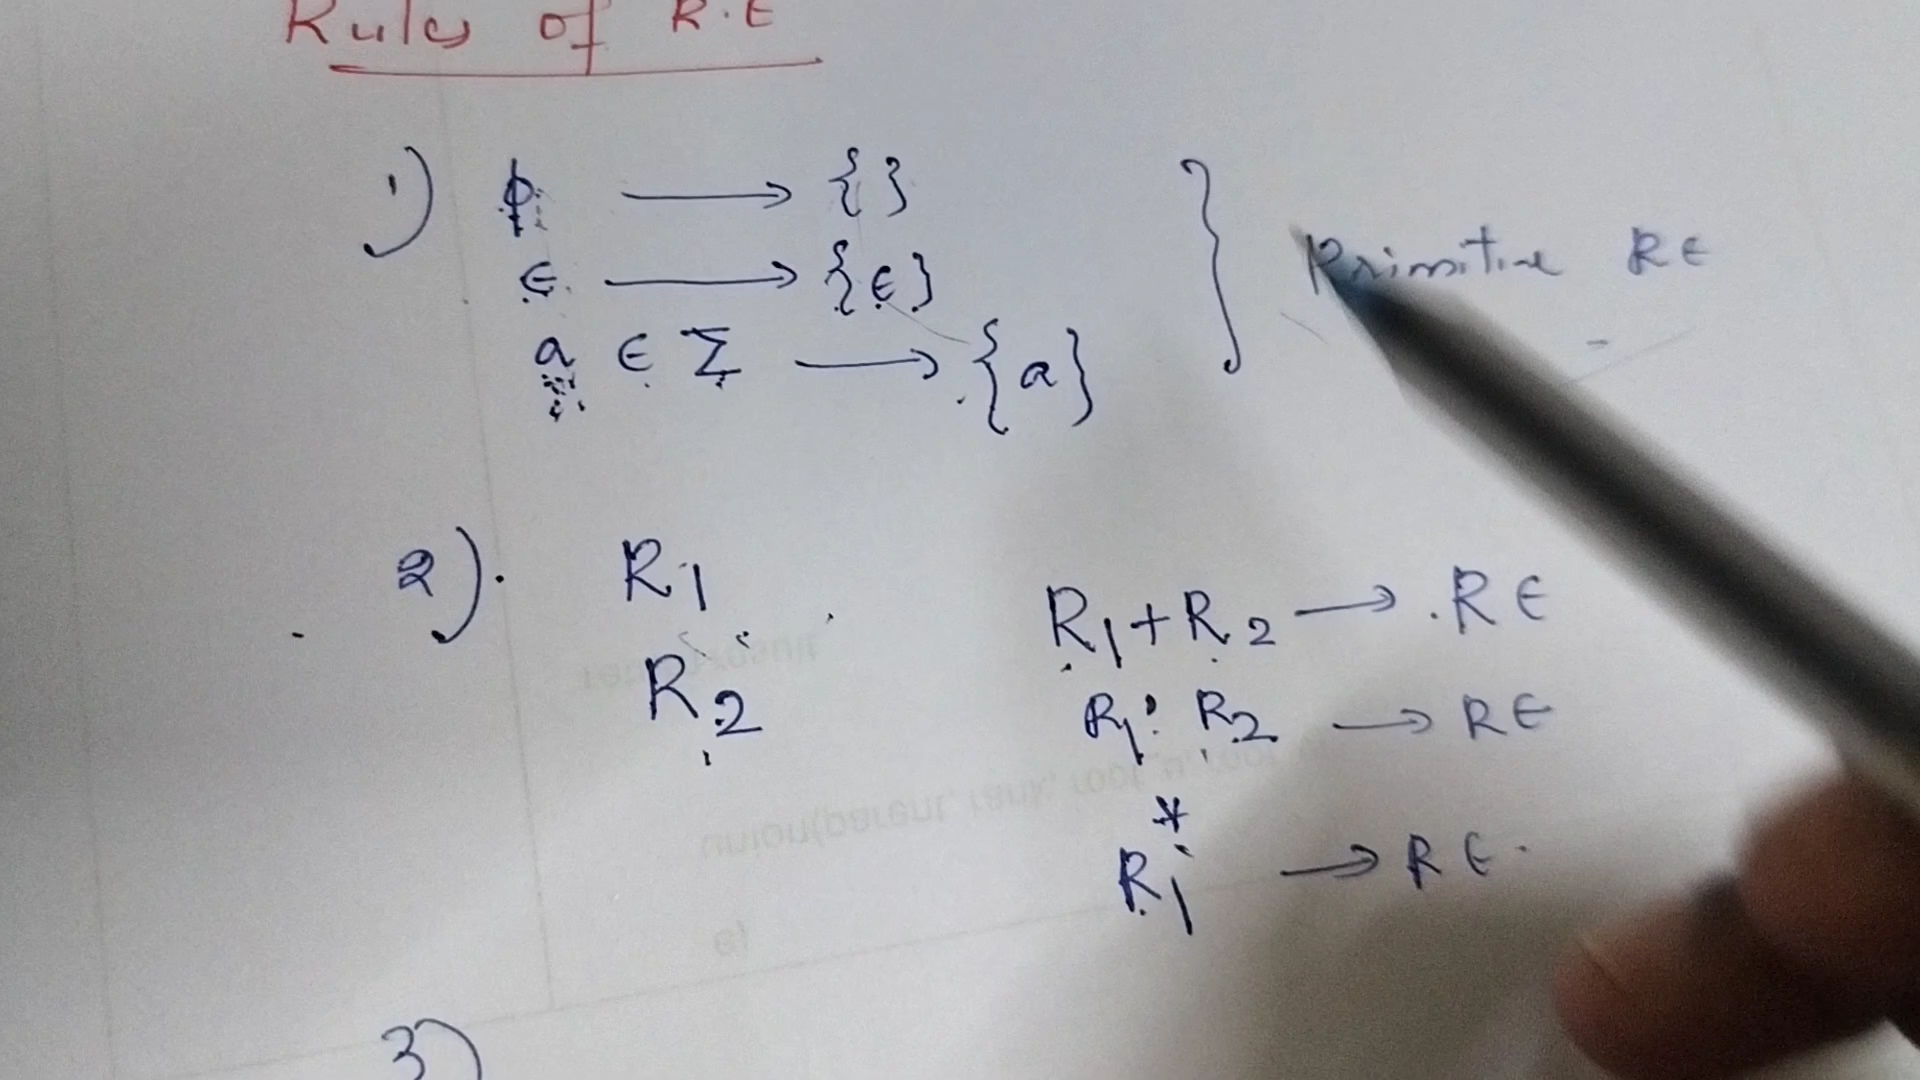 Rules of R.E
1) φ → {}
ϵ → {ϵ}
a ∈ Σ → {a}
} Primitive RE
2). R1
R2
R1 + R2 → RE
R1 . R2 → RE
R1* → RE
3)